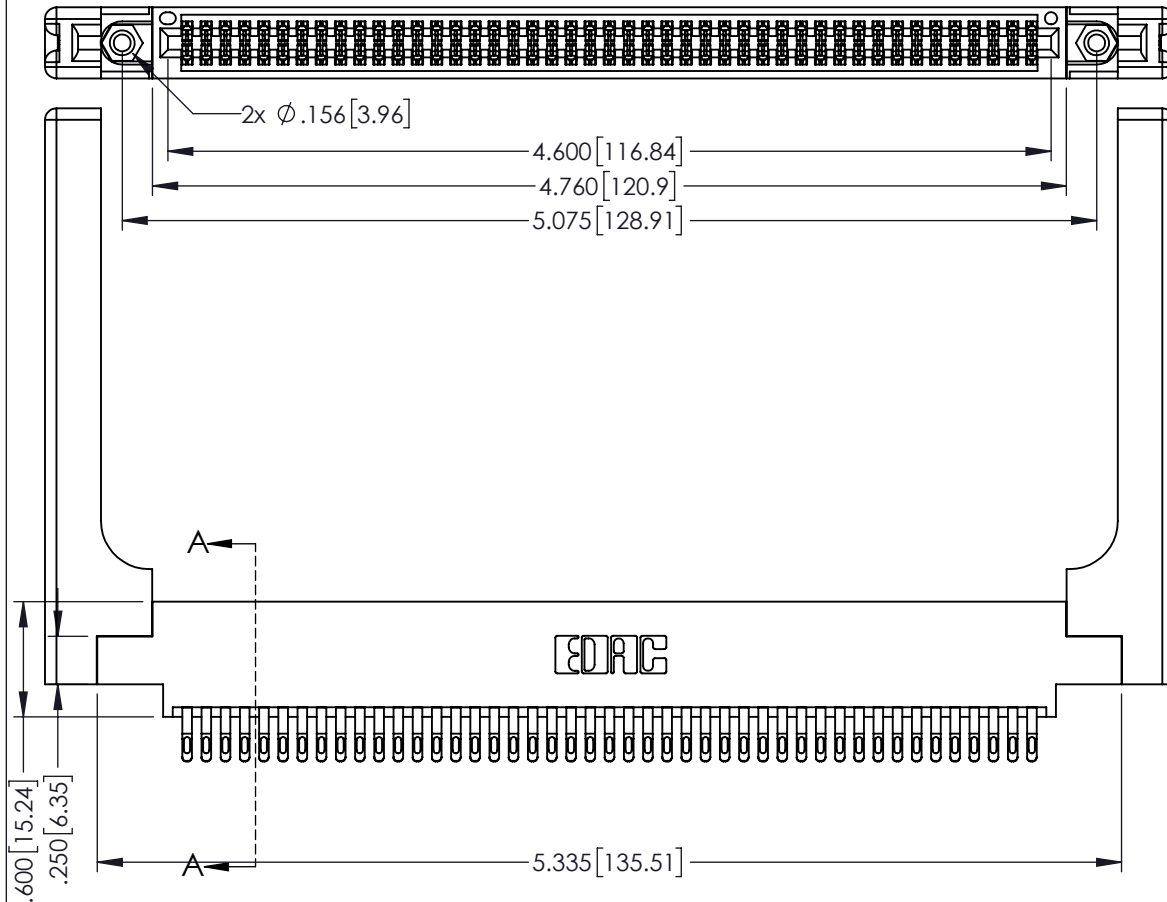 2x ∅ .156[3.96]
4.600[116.84]
4.760[120.9]
5.075[128.91]
A
EDAC
.600[15.24]
.250[6.35]
A
5.335[135.51]